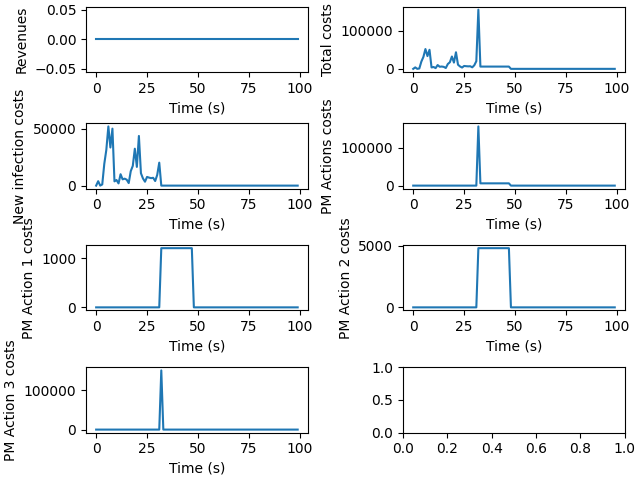 Revenues
0.05
0.00
−0.05
0 25 50 75 100
Time (s)
Total costs
100000
0
0 25 50 75 100
Time (s)
New infection costs
50000
0
0 25 50 75 100
Time (s)
PM Actions costs
100000
0
0 25 50 75 100
Time (s)
PM Action 1 costs
1000
0
0 25 50 75 100
Time (s)
PM Action 2 costs
5000
0
0 25 50 75 100
Time (s)
PM Action 3 costs
100000
0
0 25 50 75 100
Time (s)
1.0
0.5
0.0
0.0 0.2 0.4 0.6 0.8 1.0